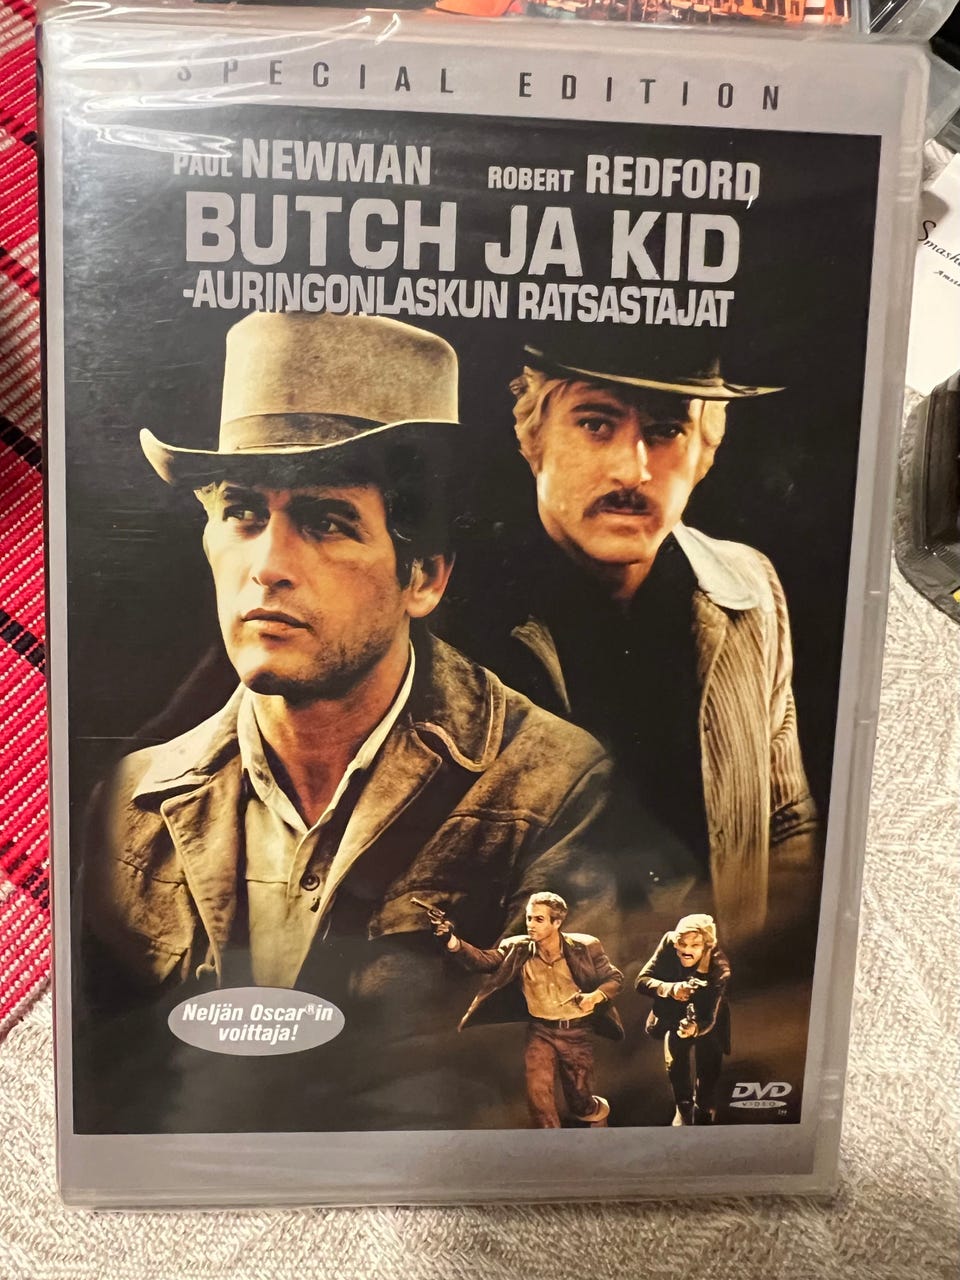 SPECIAL EDITION
PAUL NEWMAN
ROBERT REDFORD
BUTCH JA KID
-AURINGONLASKUN RATSASTAJAT
Neljän Oscar®in
voittaja!
DVD
VIDEO